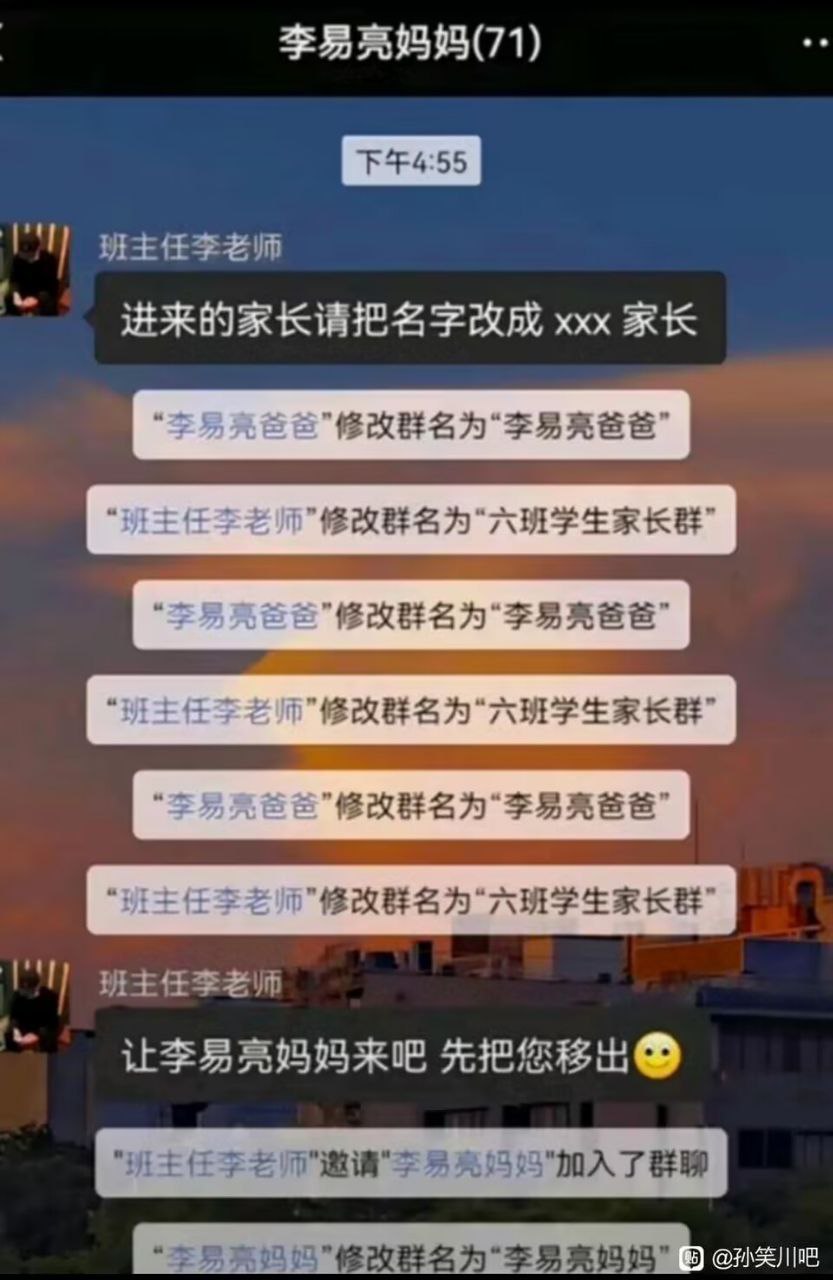 李易亮妈妈(71)
下午4:55
班主任李老师
进来的家长请把名字改成 xxx 家长
“李易亮爸爸”修改群名为“李易亮爸爸”
“班主任李老师”修改群名为“六班学生家长群”
“李易亮爸爸”修改群名为“李易亮爸爸”
“班主任李老师”修改群名为“六班学生家长群”
“李易亮爸爸”修改群名为“李易亮爸爸”
“班主任李老师”修改群名为“六班学生家长群”
班主任李老师
让李易亮妈妈来吧 先把您移出
"班主任李老师"邀请"李易亮妈妈"加入了群聊
“李易亮妈妈”修改群名为“李易亮妈妈”
贴 @孙笑川吧